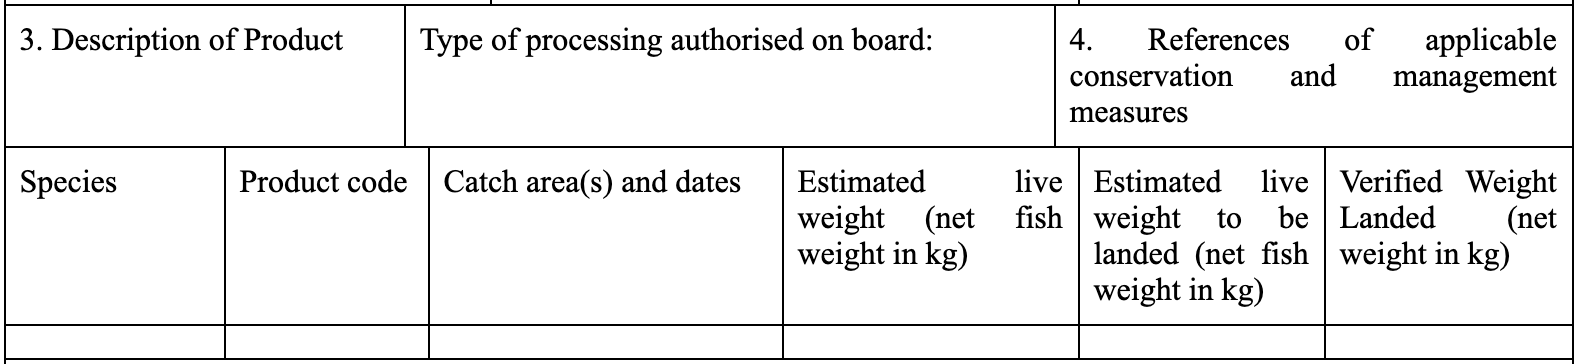 3. Description of Product
Type of processing authorised on board:
4. References of applicable
conservation and management
measures
Species
Product code
Catch area(s) and dates
Estimated live
weight (net fish
weight in kg)
Estimated live
weight to be
landed (net fish
weight in kg)
Verified Weight
Landed (net
weight in kg)